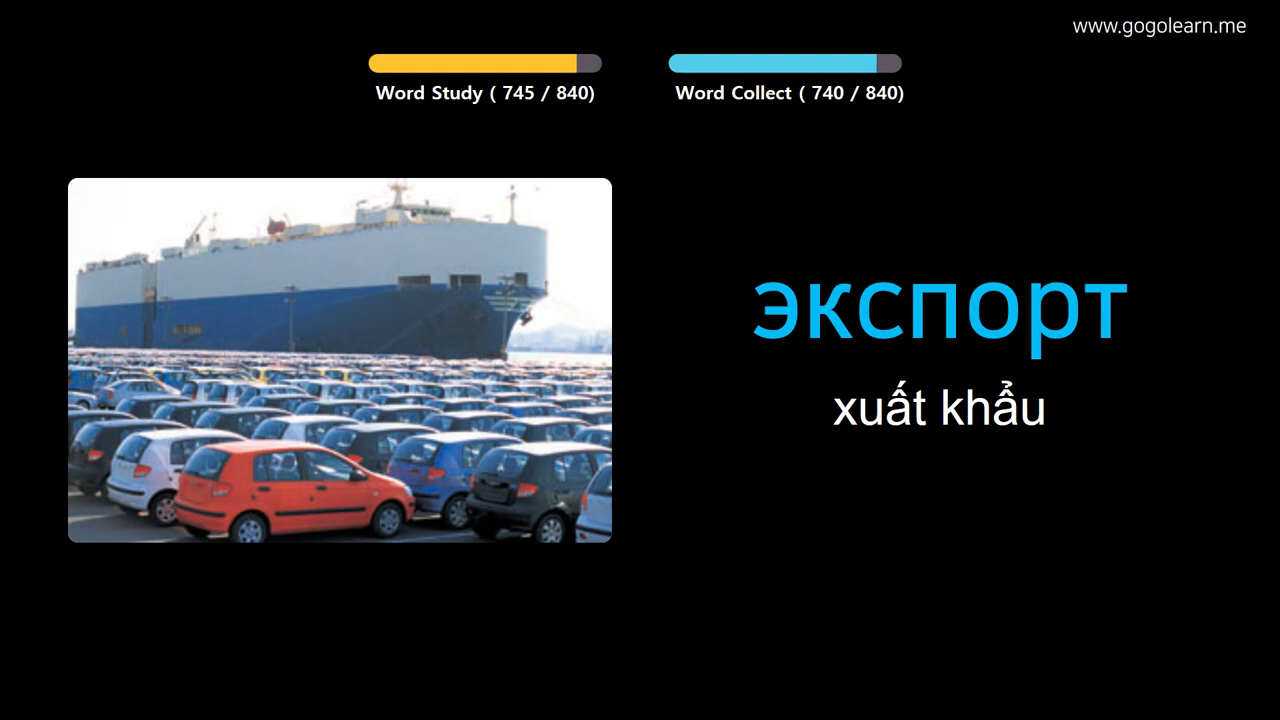 www.gogolearn.me
Word Study ( 745 / 840)
Word Collect ( 740 / 840)
экспорт
xuất khẩu